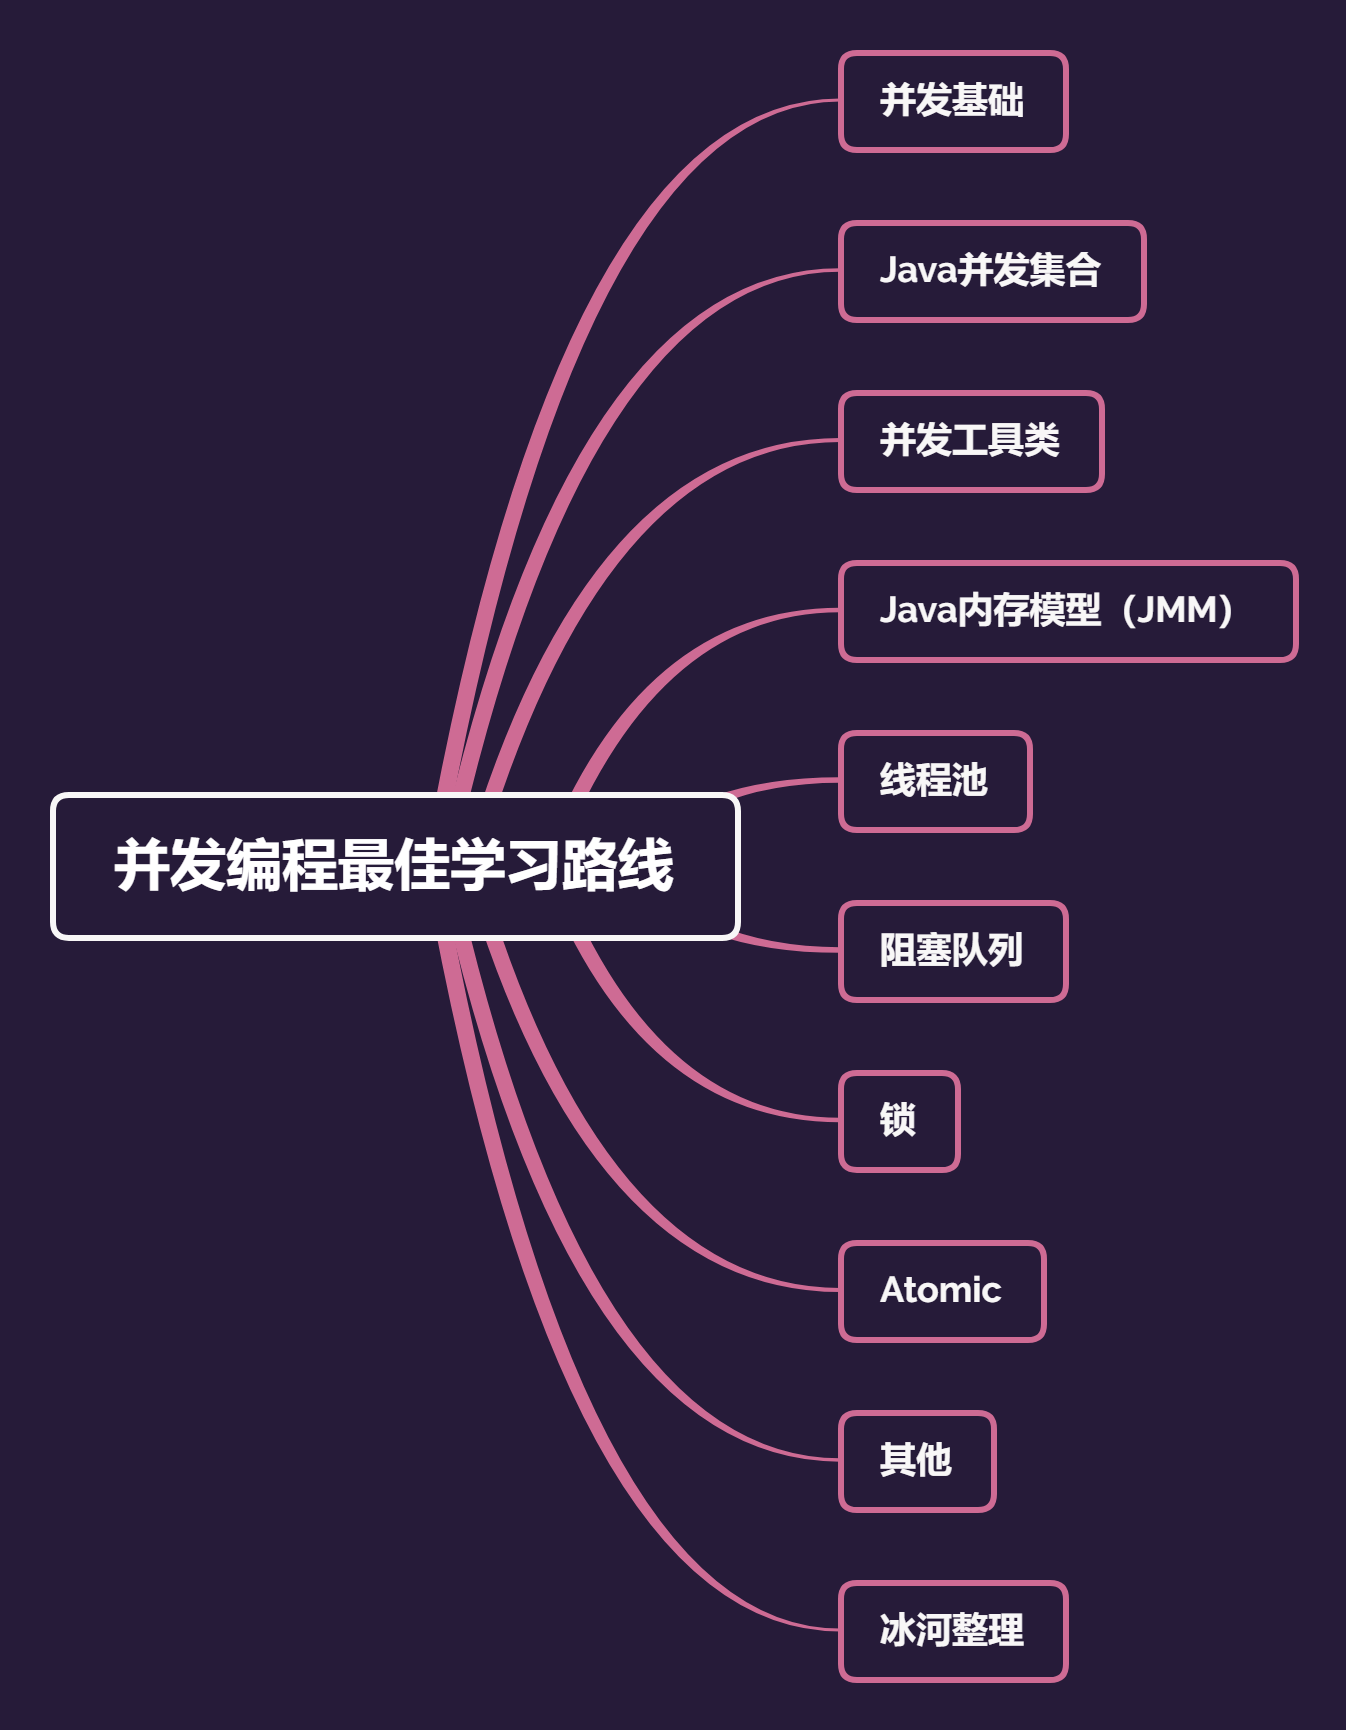 并发基础
Java并发集合
并发工具类
Java内存模型（JMM）
线程池
并发编程最佳学习路线
阻塞队列
锁
Atomic
其他
冰河整理